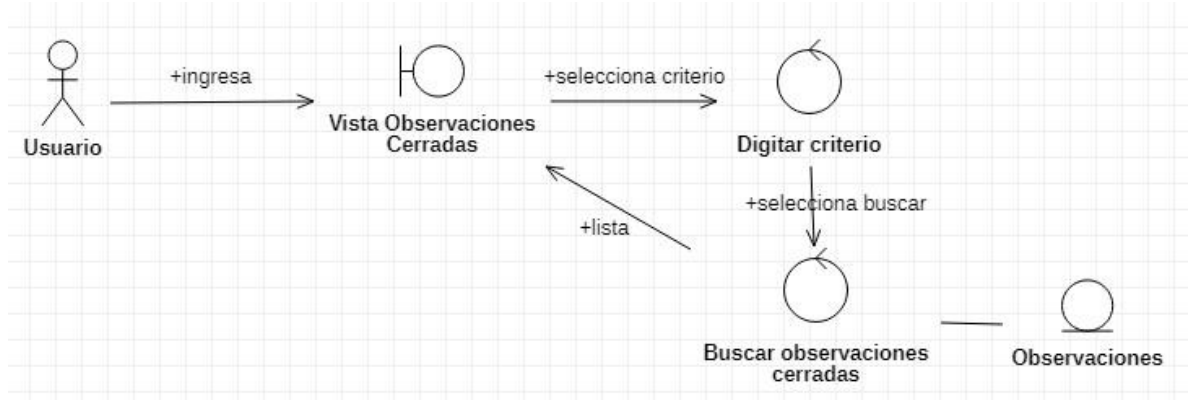 +ingresa
Usuario
Vista Observaciones
Cerradas
+selecciona criterio
Digitar criterio
+selecciona buscar
+lista
Buscar observaciones
cerradas
Observaciones